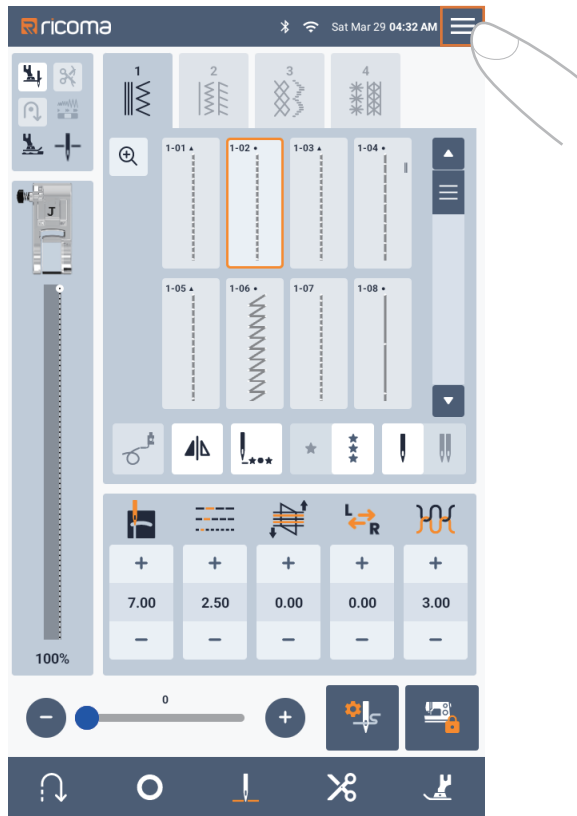 ricoma Sat Mar 29 04:32 AM
1 2 3 4
1-01 ▲ 1-02 • 1-03 ▲ 1-04 •
J
1-05 ▲ 1-06 • 1-07 1-08 •
L R
+ + + + +
7.00 2.50 0.00 0.00 3.00
− − − − −
100%
0
− +